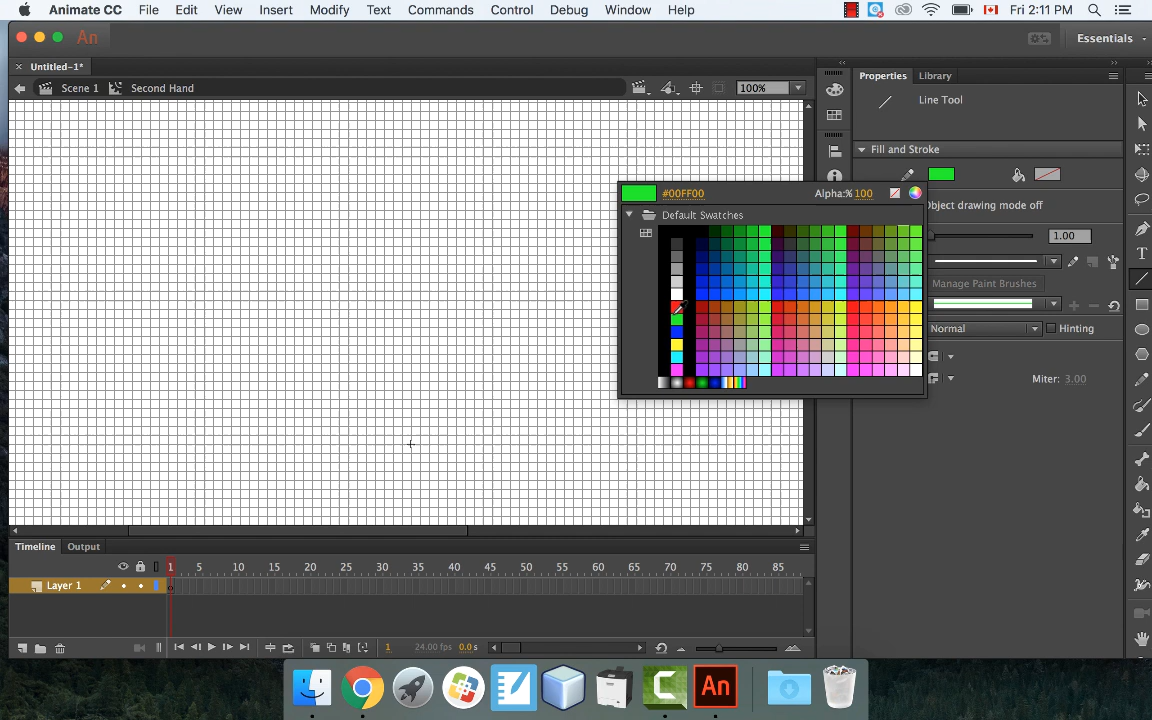 Animate CC File Edit View Insert Modify Text Commands Control Debug Window Help Fri 2:11 PM
An Essentials
Untitled-1*
Scene 1 Second Hand 100%
Properties Library
Line Tool
Fill and Stroke
#00FF00 Alpha:% 100
Default Swatches
Object drawing mode off
1.00
Manage Paint Brushes
Normal Hinting
Miter: 3.00
Timeline Output
1 5 10 15 20 25 30 35 40 45 50 55 60 65 70 75 80 85
Layer 1
1 24.00 fps 0.0 s
An